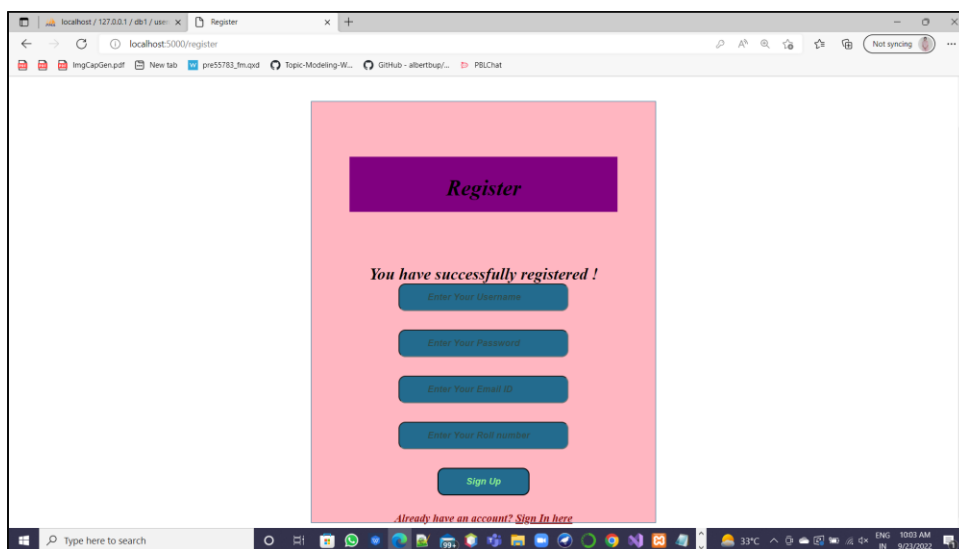 localhost / 127.0.0.1 / db1 / user
Register
localhost:5000/register
Not syncing
ImgCapGen.pdf
New tab
pre55783_fm.qxd
Topic-Modeling-W...
GitHub - albertbup/...
PBLChat
Register
You have successfully registered !
Enter Your Username
Enter Your Password
Enter Your Email ID
Enter Your Roll number
Sign Up
Already have an account? Sign In here
Type here to search
99+
33°C
ENG
IN
10:03 AM
9/23/2022